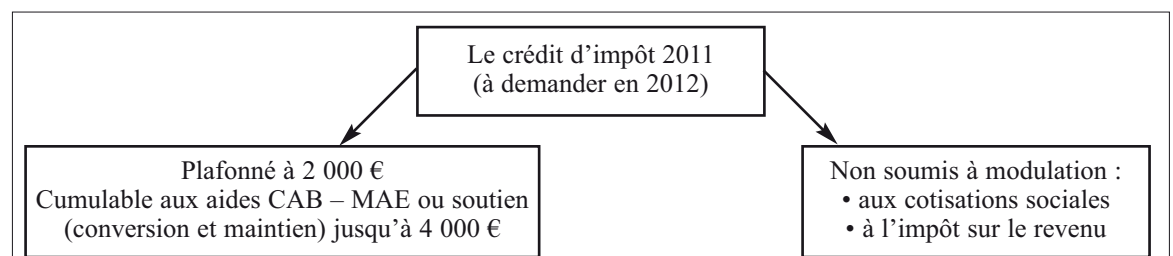 Le crédit d’impôt 2011
(à demander en 2012)
Plafonné à 2 000 €
Cumulable aux aides CAB – MAE ou soutien
(conversion et maintien) jusqu’à 4 000 €
Non soumis à modulation :
• aux cotisations sociales
• à l’impôt sur le revenu